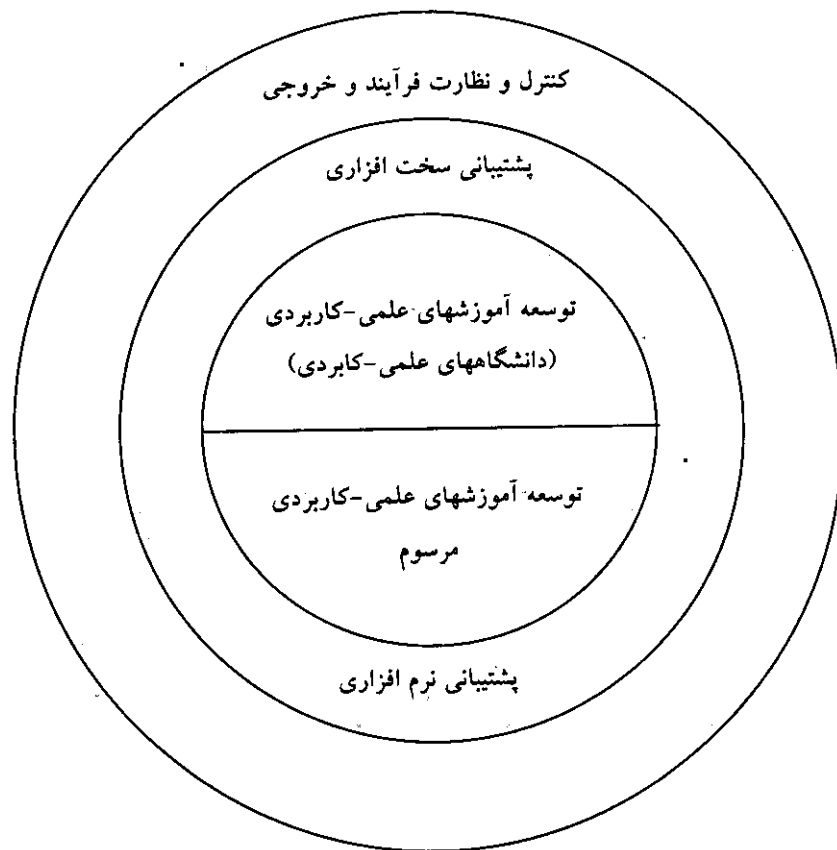 کنترل و نظارت فرآیند و خروجی
پشتیبانی سخت افزاری
توسعه آموزشهای علمی-کاربردی
(دانشگاههای علمی-کابردی)
توسعه آموزشهای علمی-کاربردی
مرسوم
پشتیبانی نرم افزاری